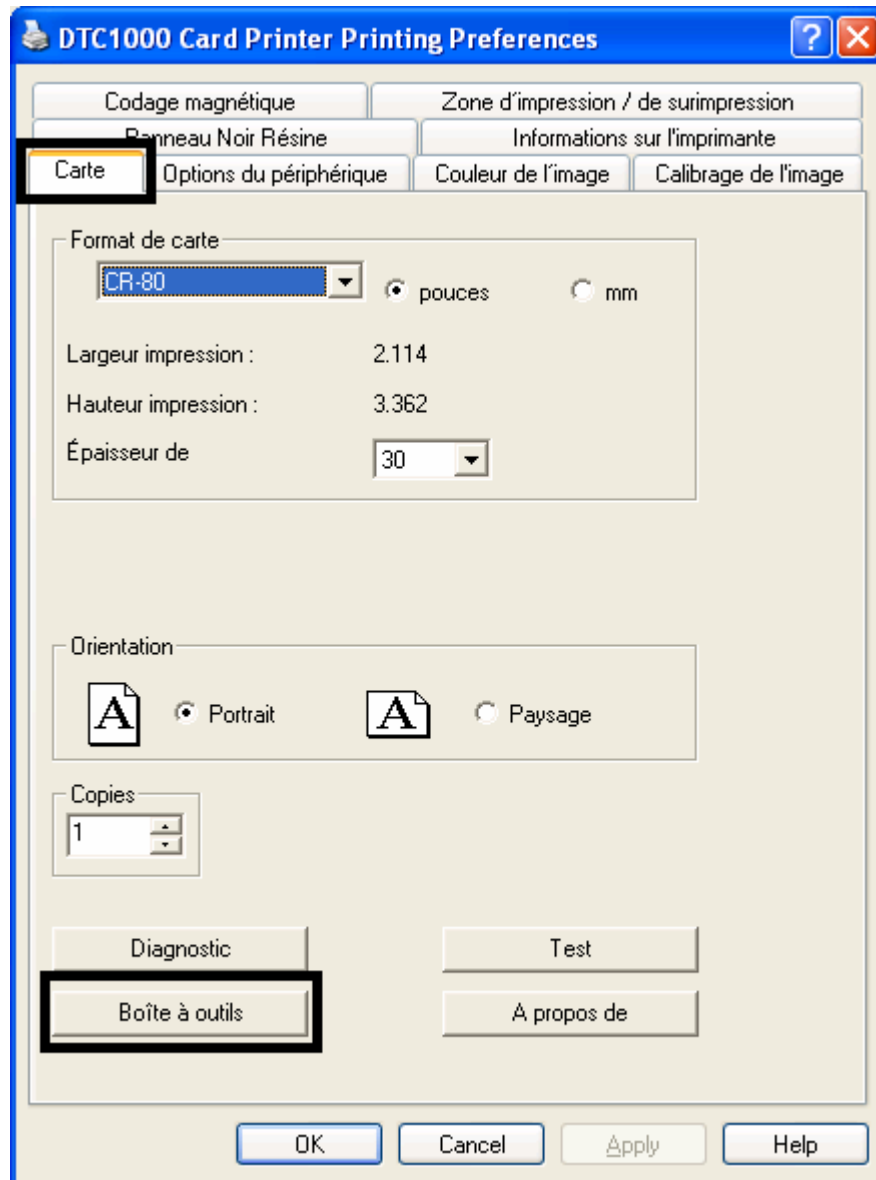 DTC1000 Card Printer Printing Preferences
Codage magnétique Zone d'impression / de surimpression
Panneau Noir Résine Informations sur l'imprimante
Carte Options du périphérique Couleur de l'image Calibrage de l'image
Format de carte
CR-80 pouces mm
Largeur impression : 2.114
Hauteur impression : 3.362
Épaisseur de 30
Orientation
A Portrait A Paysage
Copies
1
Diagnostic Test
Boîte à outils A propos de
OK Cancel Apply Help